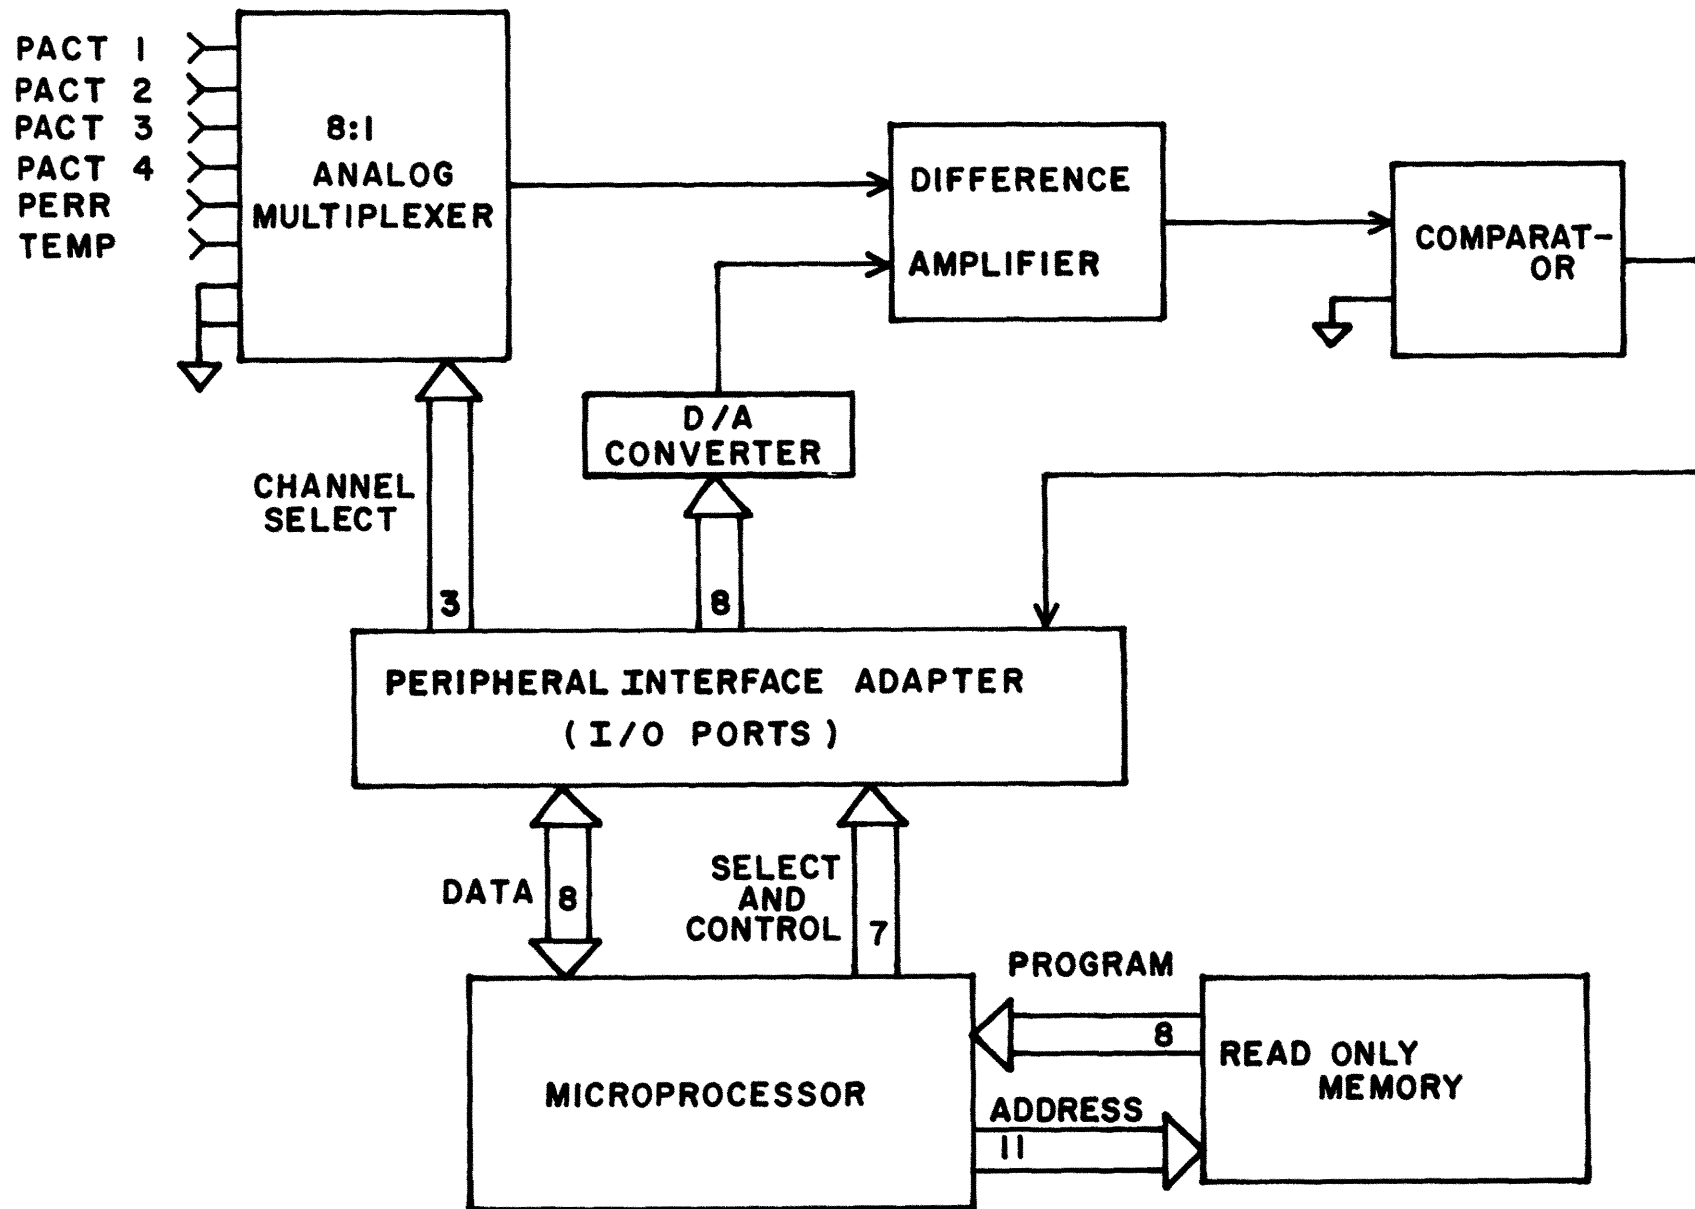 PACT 1
PACT 2
PACT 3
PACT 4
PERR
TEMP
8:1
ANALOG
MULTIPLEXER
DIFFERENCE
AMPLIFIER
COMPARAT-
OR
D/A
CONVERTER
CHANNEL
SELECT
3
8
PERIPHERAL INTERFACE ADAPTER
(I/O PORTS)
DATA
8
SELECT
AND
CONTROL
7
PROGRAM
8
READ ONLY
MEMORY
MICROPROCESSOR
ADDRESS
11